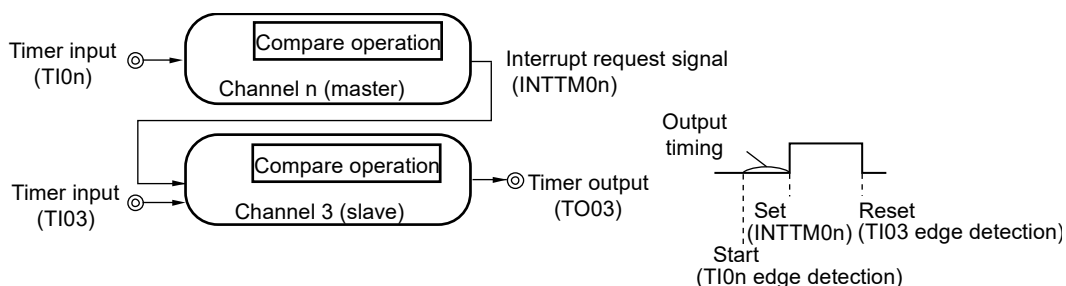 Timer input
(TI0n)
Compare operation
Channel n (master)
Interrupt request signal
(INTTM0n)
Timer input
(TI03)
Compare operation
Channel 3 (slave)
Timer output
(TO03)
Output
timing
Set
(INTTM0n)
Reset
(TI03 edge detection)
Start
(TI0n edge detection)